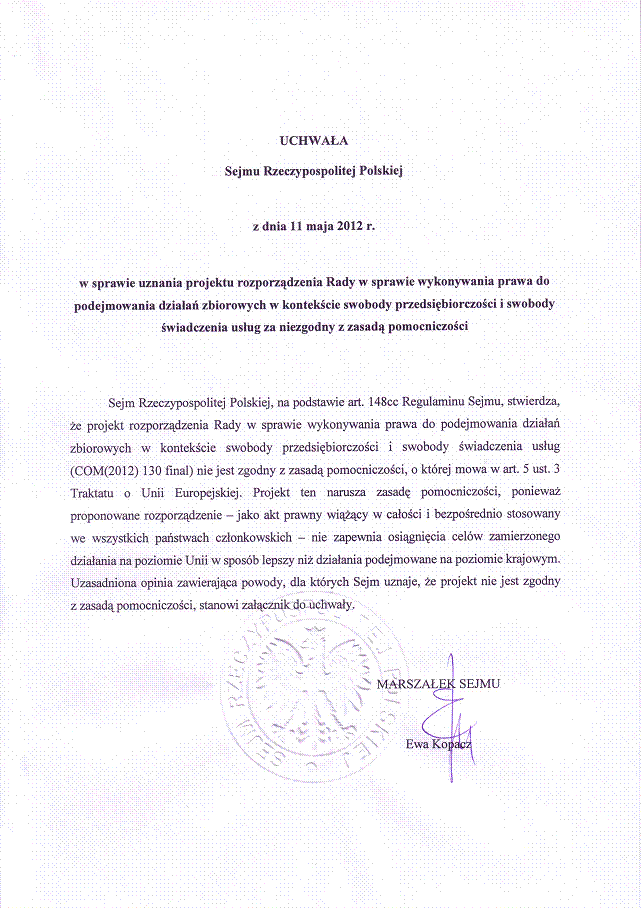 UCHWAŁA
Sejmu Rzeczypospolitej Polskiej
z dnia 11 maja 2012 r.
w sprawie uznania projektu rozporządzenia Rady w sprawie wykonywania prawa do
podejmowania działań zbiorowych w kontekście swobody przedsiębiorczości i swobody
świadczenia usług za niezgodny z zasadą pomocniczości
Sejm Rzeczypospolitej Polskiej, na podstawie art. 148cc Regulaminu Sejmu, stwierdza,
że projekt rozporządzenia Rady w sprawie wykonywania prawa do podejmowania działań
zbiorowych w kontekście swobody przedsiębiorczości i swobody świadczenia usług
(COM(2012) 130 final) nie jest zgodny z zasadą pomocniczości, o której mowa w art. 5 ust. 3
Traktatu o Unii Europejskiej. Projekt ten narusza zasadę pomocniczości, ponieważ
proponowane rozporządzenie – jako akt prawny wiążący w całości i bezpośrednio stosowany
we wszystkich państwach członkowskich – nie zapewnia osiągnięcia celów zamierzonego
działania na poziomie Unii w sposób lepszy niż działania podejmowane na poziomie krajowym.
Uzasadniona opinia zawierająca powody, dla których Sejm uznaje, że projekt nie jest zgodny
z zasadą pomocniczości, stanowi załącznik do uchwały.
SEJM RZECZYPOSPOLITEJ POLSKIEJ
MARSZAŁEK SEJMU
Ewa Kopacz